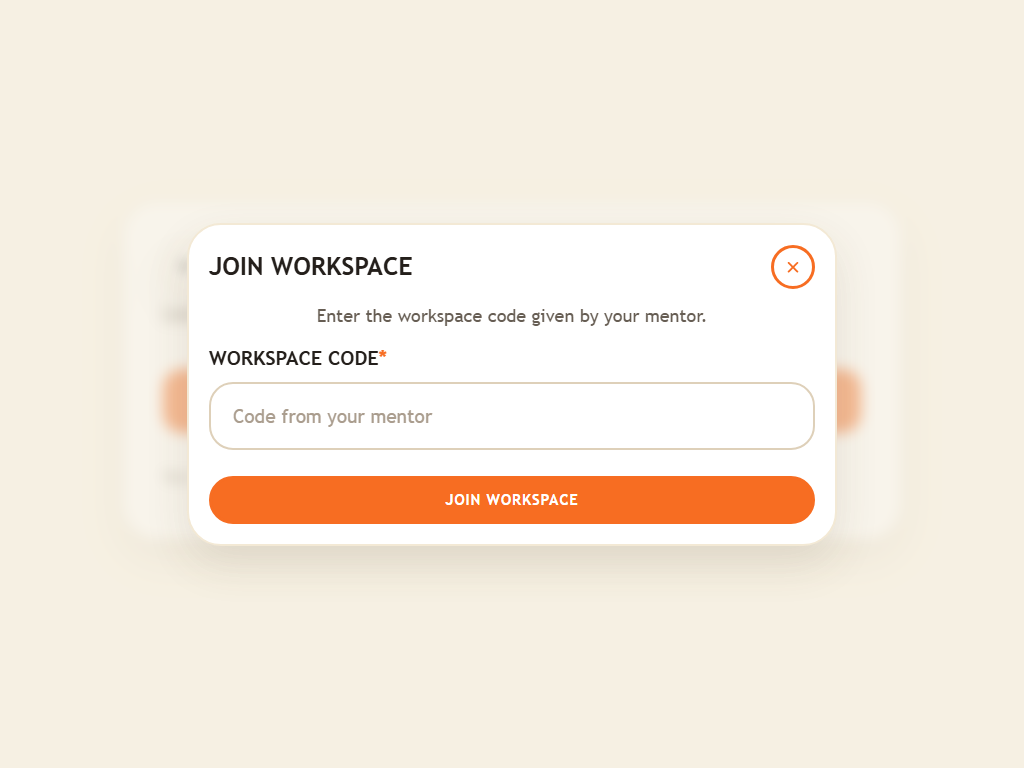 JOIN WORKSPACE
×
Enter the workspace code given by your mentor.
WORKSPACE CODE*
Code from your mentor
JOIN WORKSPACE